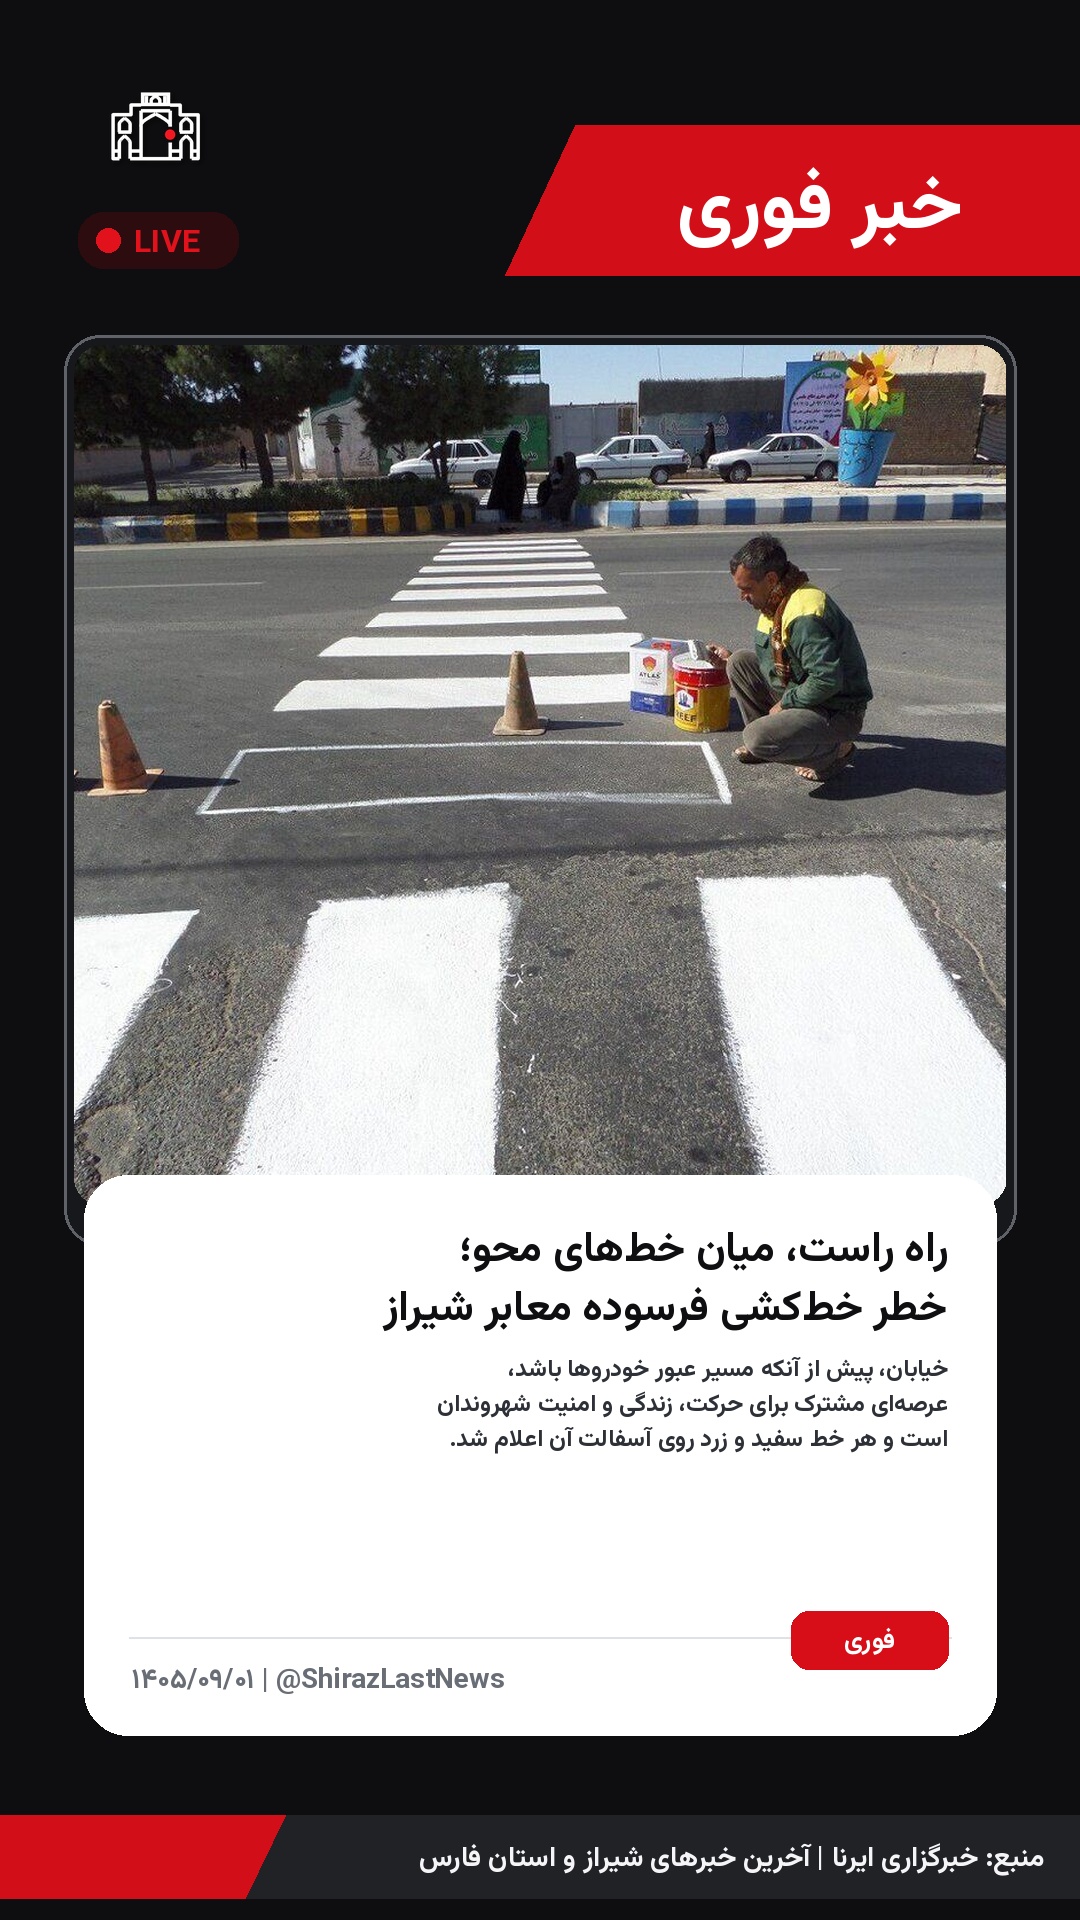 خبر فوری
LIVE
ATLAS
REEF
راه راست، میان خط‌های محو؛
خطر خط‌کشی فرسوده معابر شیراز
خیابان، پیش از آنکه مسیر عبور خودروها باشد،
عرصه‌ای مشترک برای حرکت، زندگی و امنیت شهروندان
است و هر خط سفید و زرد روی آسفالت آن اعلام شد.
فوری
۱۴۰۵/۰۹/۰۱ | @ShirazLastNews
منبع: خبرگزاری ایرنا | آخرین خبرهای شیراز و استان فارس